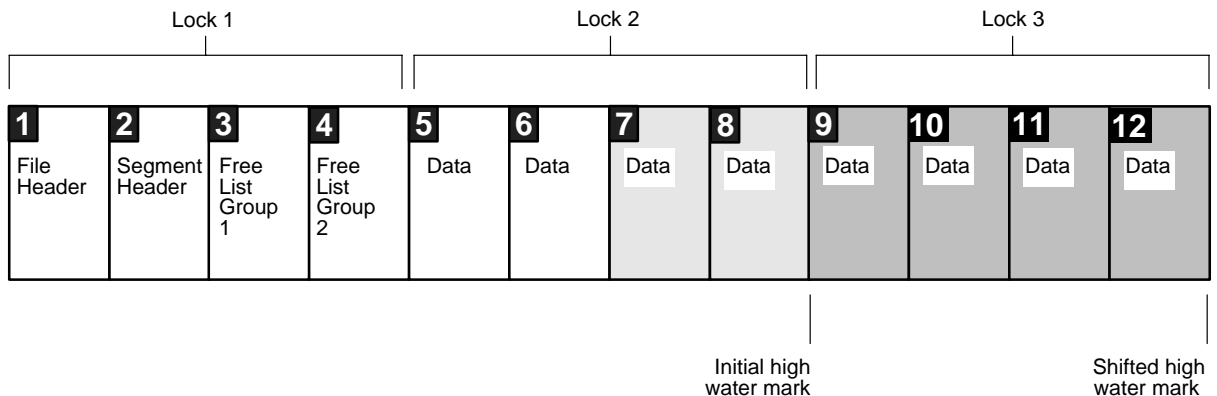 Lock 1 Lock 2 Lock 3
1 2 3 4 5 6 7 8 9 10 11 12
File Segment Free Free Data Data Data Data Data Data Data Data
Header Header List List
Group Group
1 2
Initial high Shifted high
water mark water mark